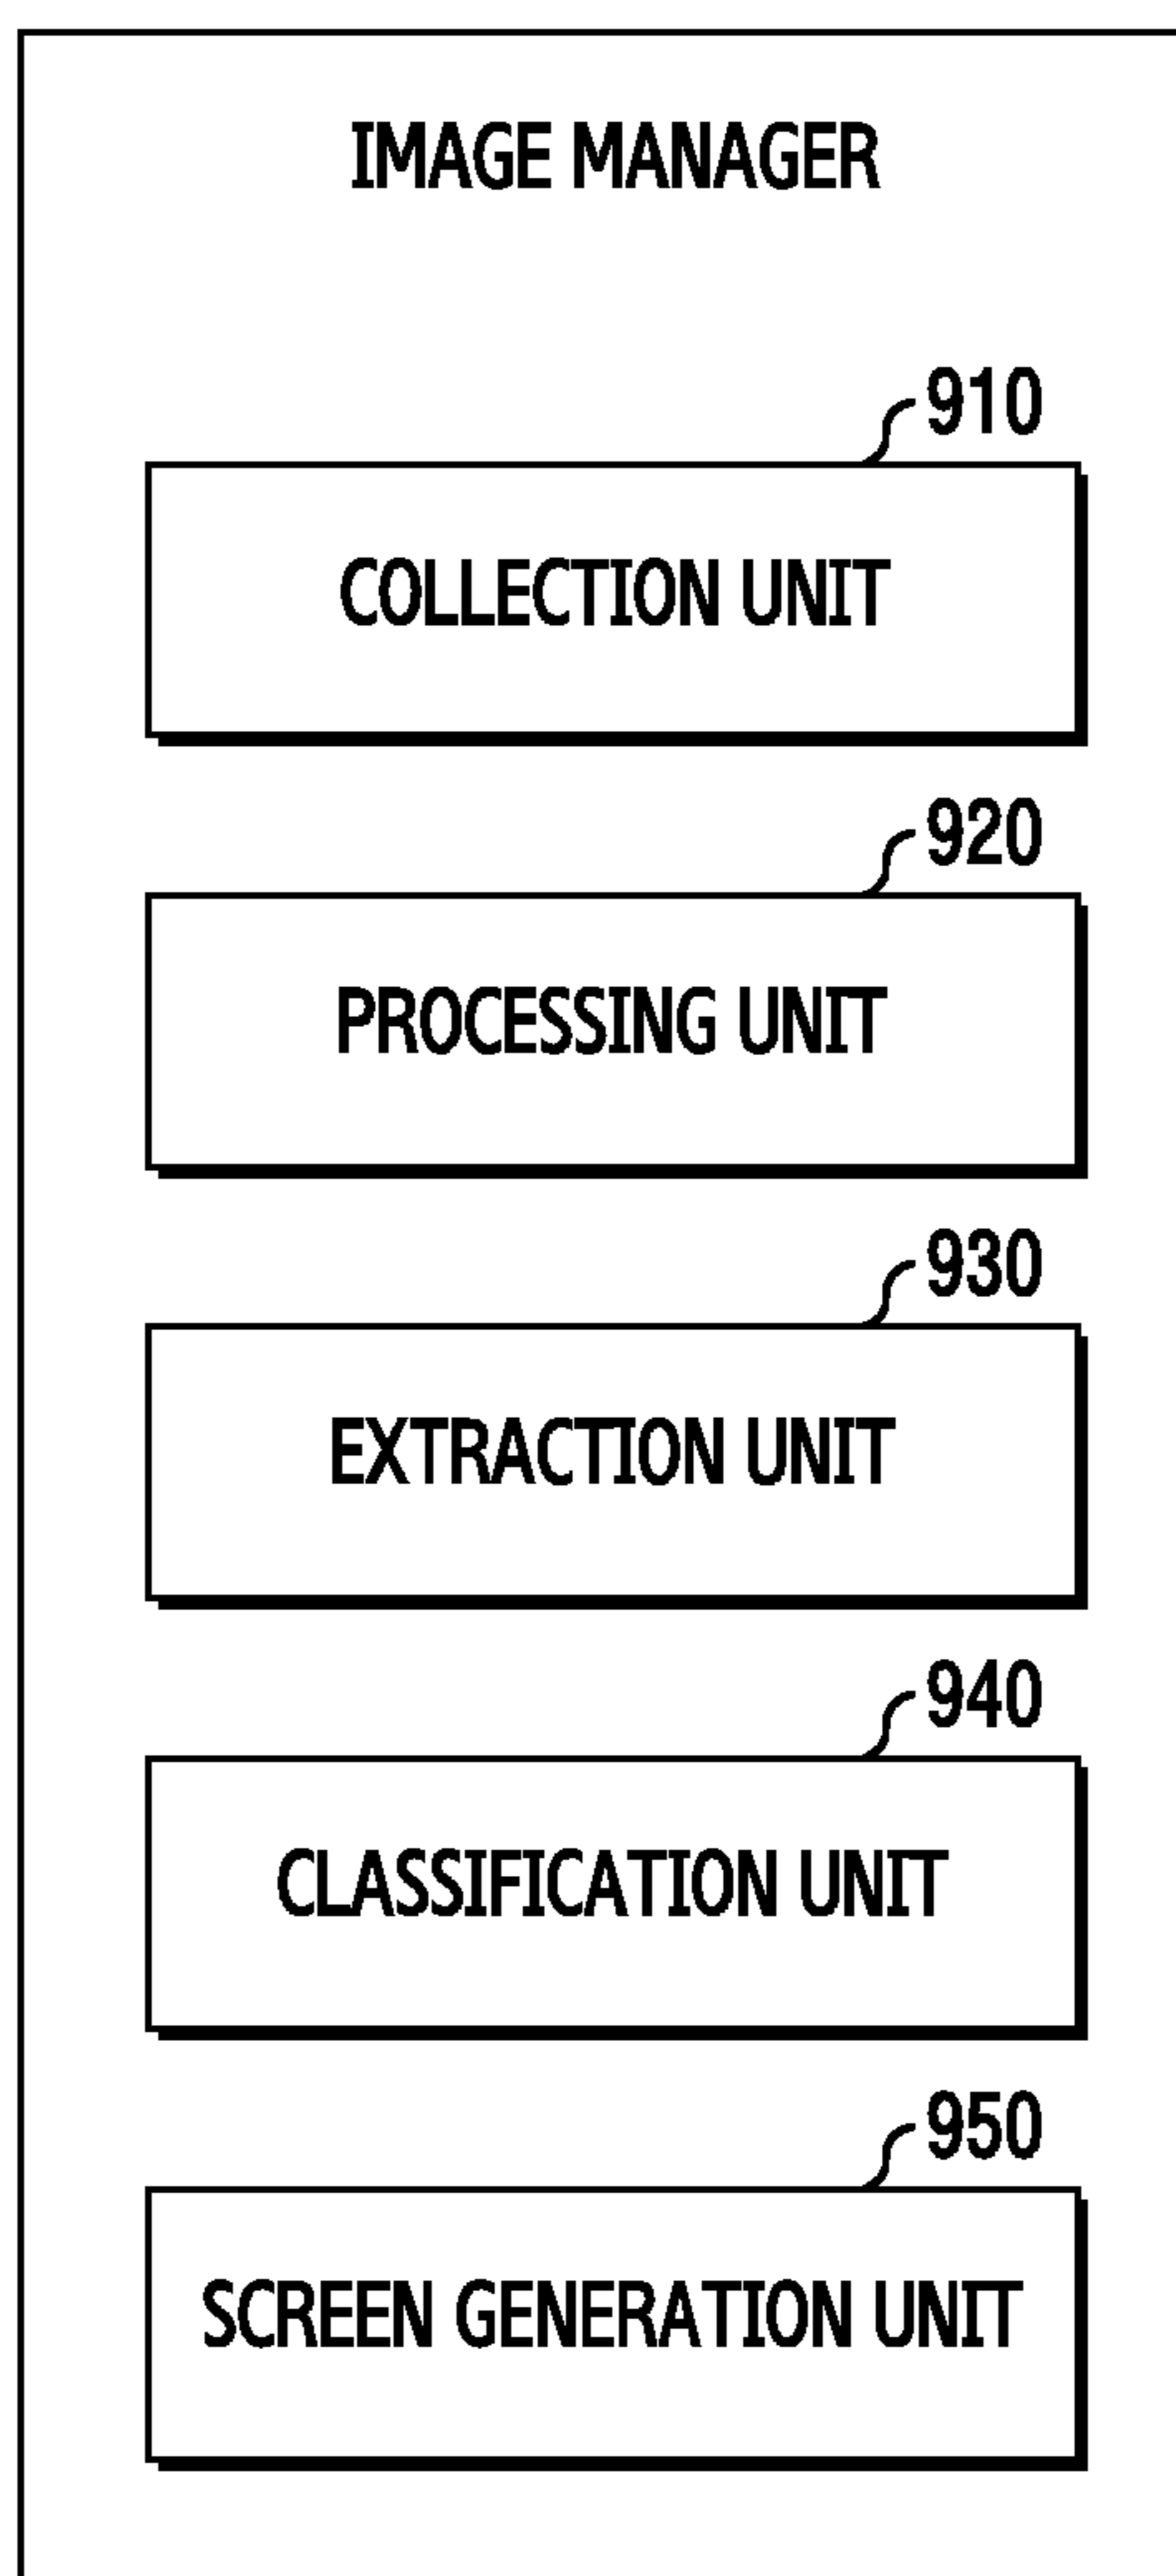 IMAGE MANAGER
910
COLLECTION UNIT
920
PROCESSING UNIT
930
EXTRACTION UNIT
940
CLASSIFICATION UNIT
950
SCREEN GENERATION UNIT